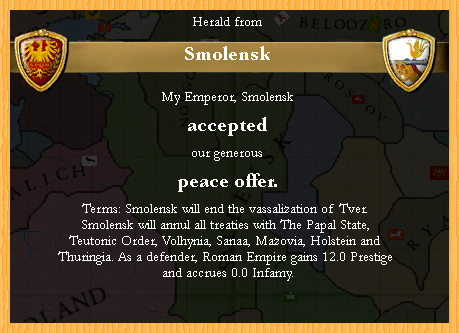 Herald from
BELOOZERO
Smolensk
My Emperor, Smolensk
accepted
our generous
peace offer.
Terms: Smolensk will end the vassalization of Tver.
Smolensk will annul all treaties with The Papal State,
Teutonic Order, Volhynia, Sanaa, Mazovia, Holstein and
Thuringia. As a defender, Roman Empire gains 12.0 Prestige
and accrues 0.0 Infamy.